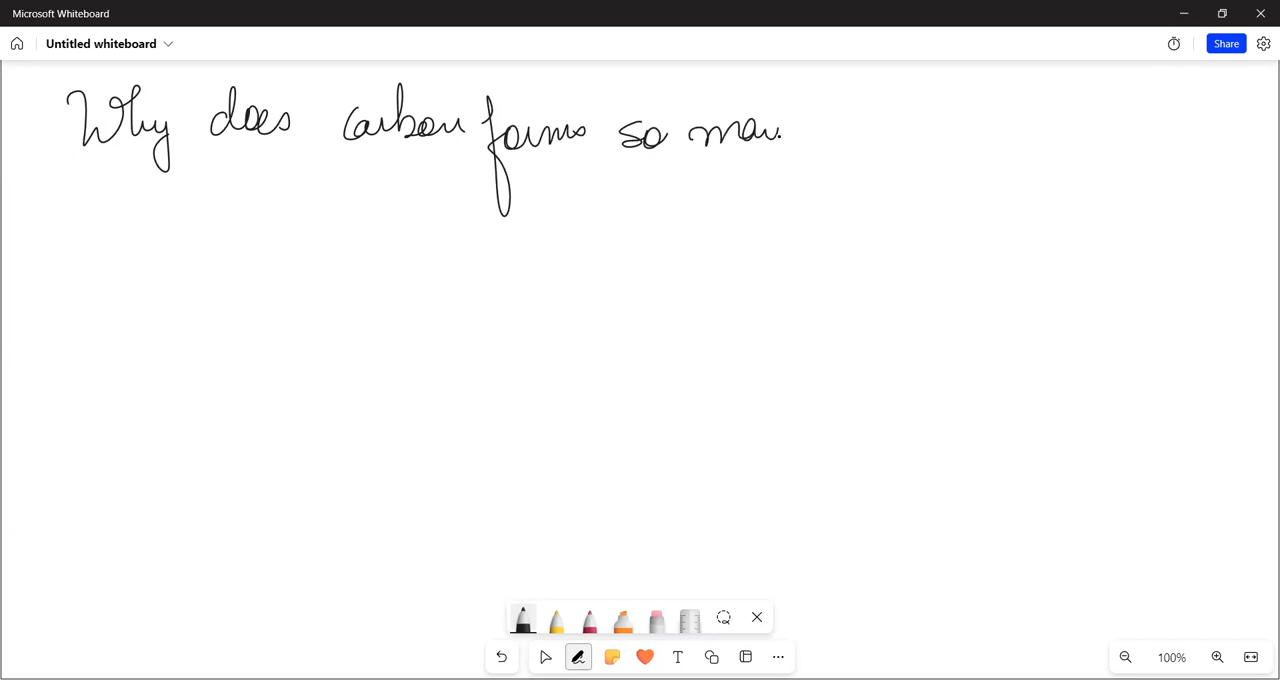 Microsoft Whiteboard
Untitled whiteboard
Share
Why does carbon forms so man
T
100%